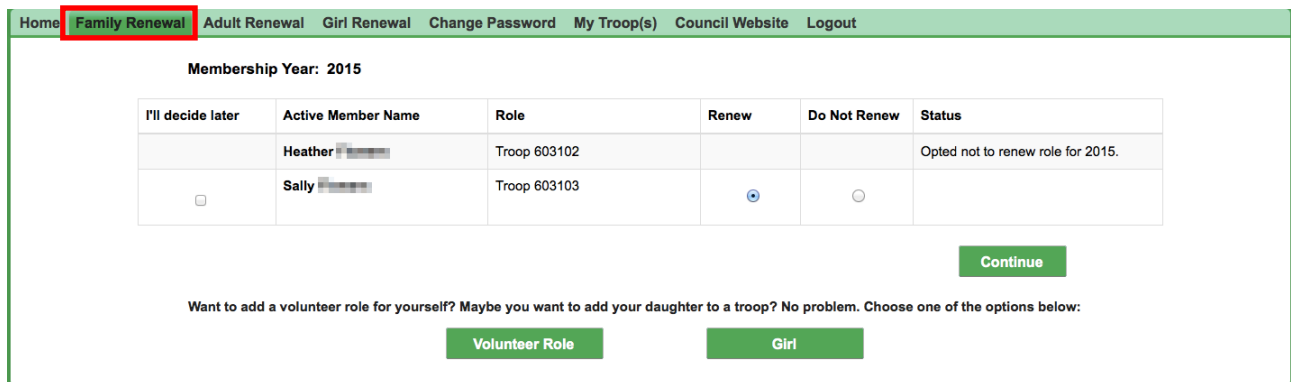 Home Family Renewal Adult Renewal Girl Renewal Change Password My Troop(s) Council Website Logout
Membership Year: 2015
I'll decide later Active Member Name Role Renew Do Not Renew Status
Heather Troop 603102 Opted not to renew role for 2015.
Sally Troop 603103
Continue
Want to add a volunteer role for yourself? Maybe you want to add your daughter to a troop? No problem. Choose one of the options below:
Volunteer Role Girl